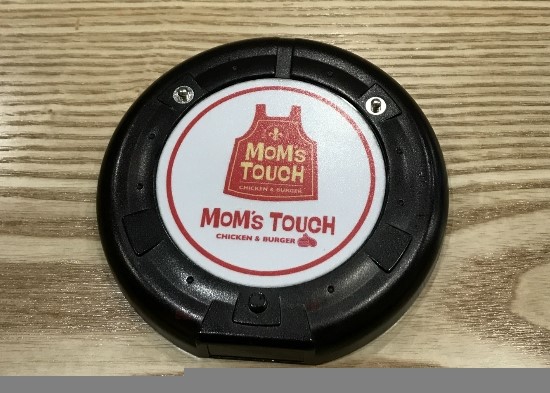 MOM'S
TOUCH
CHICKEN & BURGER
MOM'S TOUCH
CHICKEN & BURGER